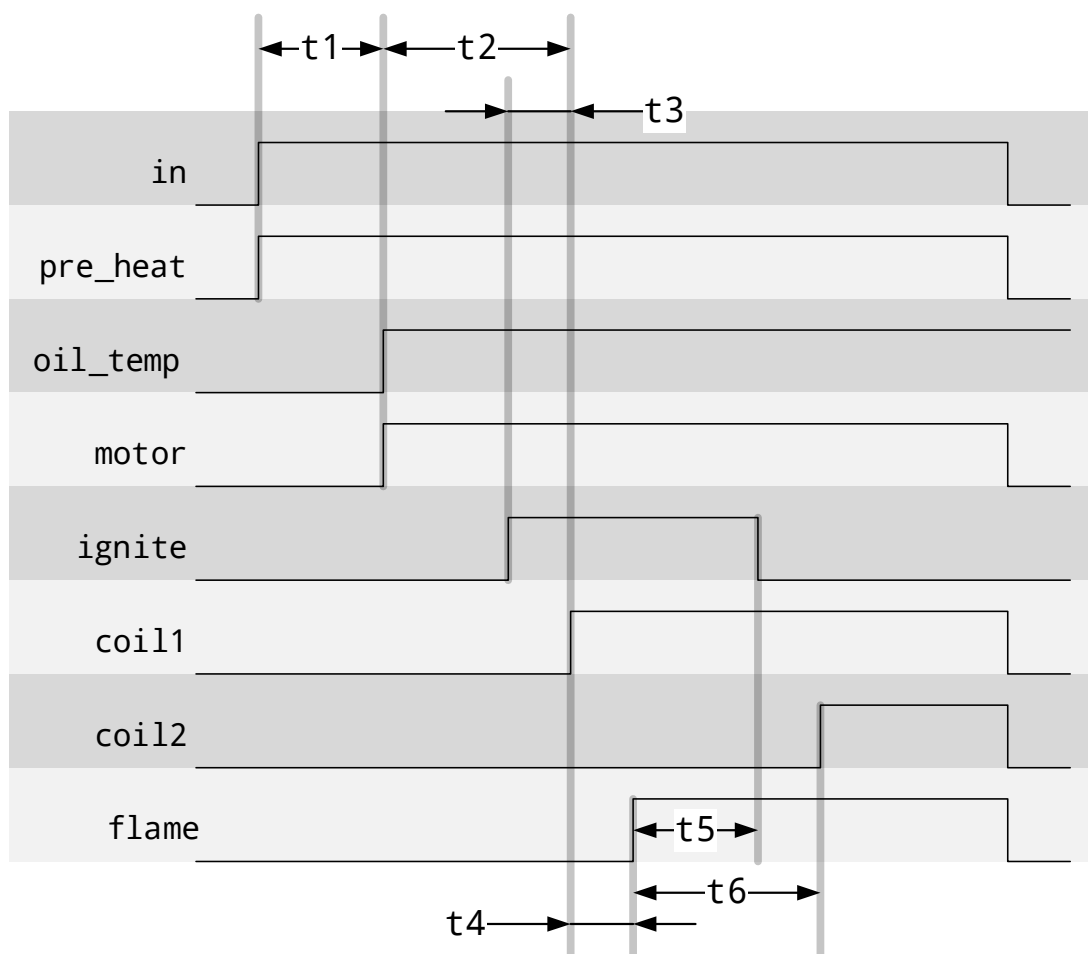 t1
t2
t3
in
pre_heat
oil_temp
motor
ignite
coil1
coil2
flame
t5
t6
t4